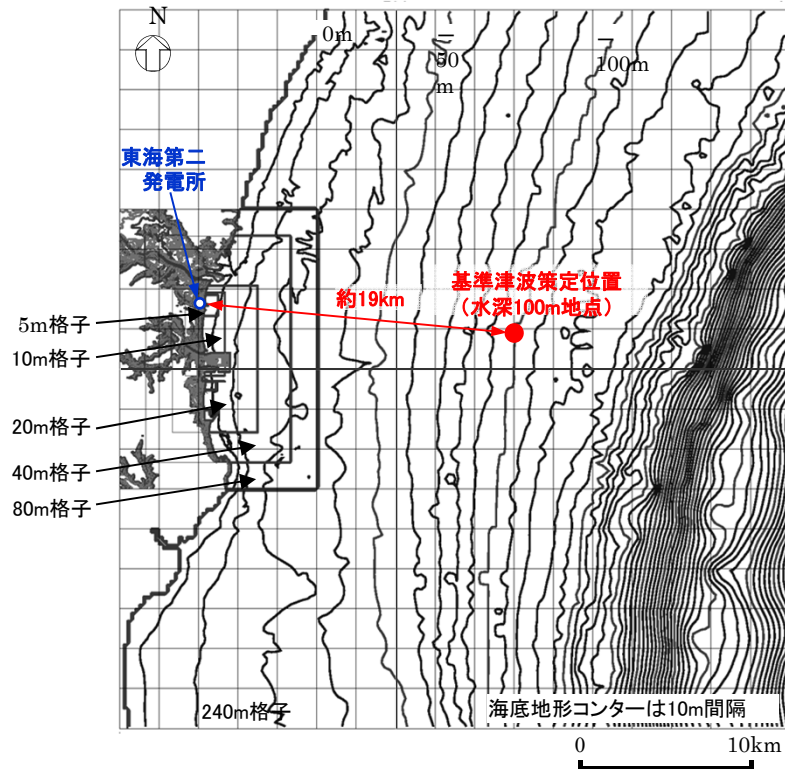 N
0m
50
m
100m
東海第二
発電所
基準津波策定位置
(水深100m地点)
約19km
5m格子
10m格子
20m格子
40m格子
80m格子
240m格子
海底地形コンターは10m間隔
0 10km